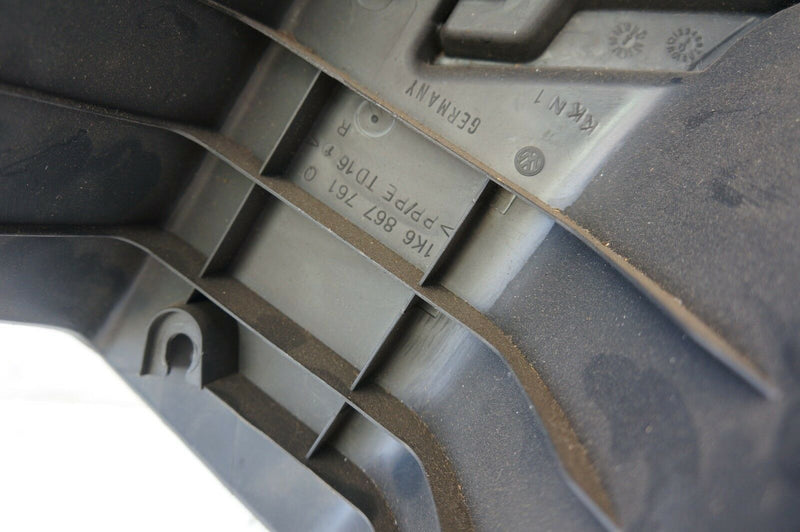 1K6 867 761 Q
>PP/PE TD16↑<
R
GERMANY
KKN1